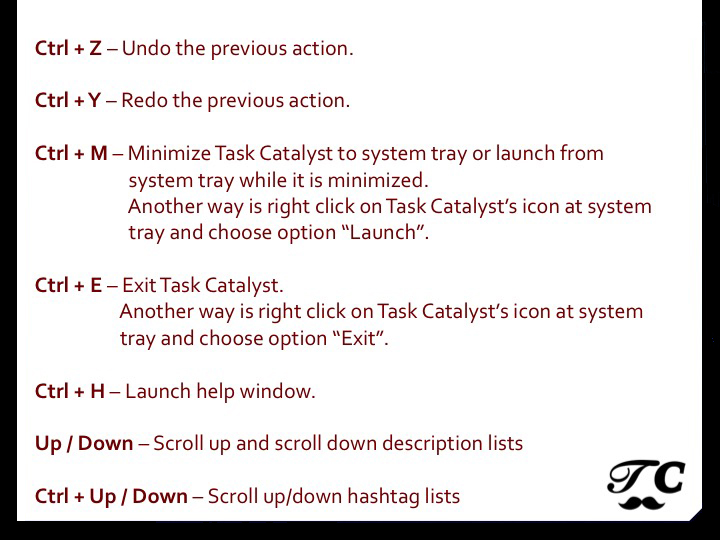 Ctrl + Z – Undo the previous action.
Ctrl + Y – Redo the previous action.
Ctrl + M – Minimize Task Catalyst to system tray or launch from
system tray while it is minimized.
Another way is right click on Task Catalyst’s icon at system
tray and choose option “Launch”.
Ctrl + E – Exit Task Catalyst.
Another way is right click on Task Catalyst’s icon at system
tray and choose option “Exit”.
Ctrl + H – Launch help window.
Up / Down – Scroll up and scroll down description lists
Ctrl + Up / Down – Scroll up/down hashtag lists
TC